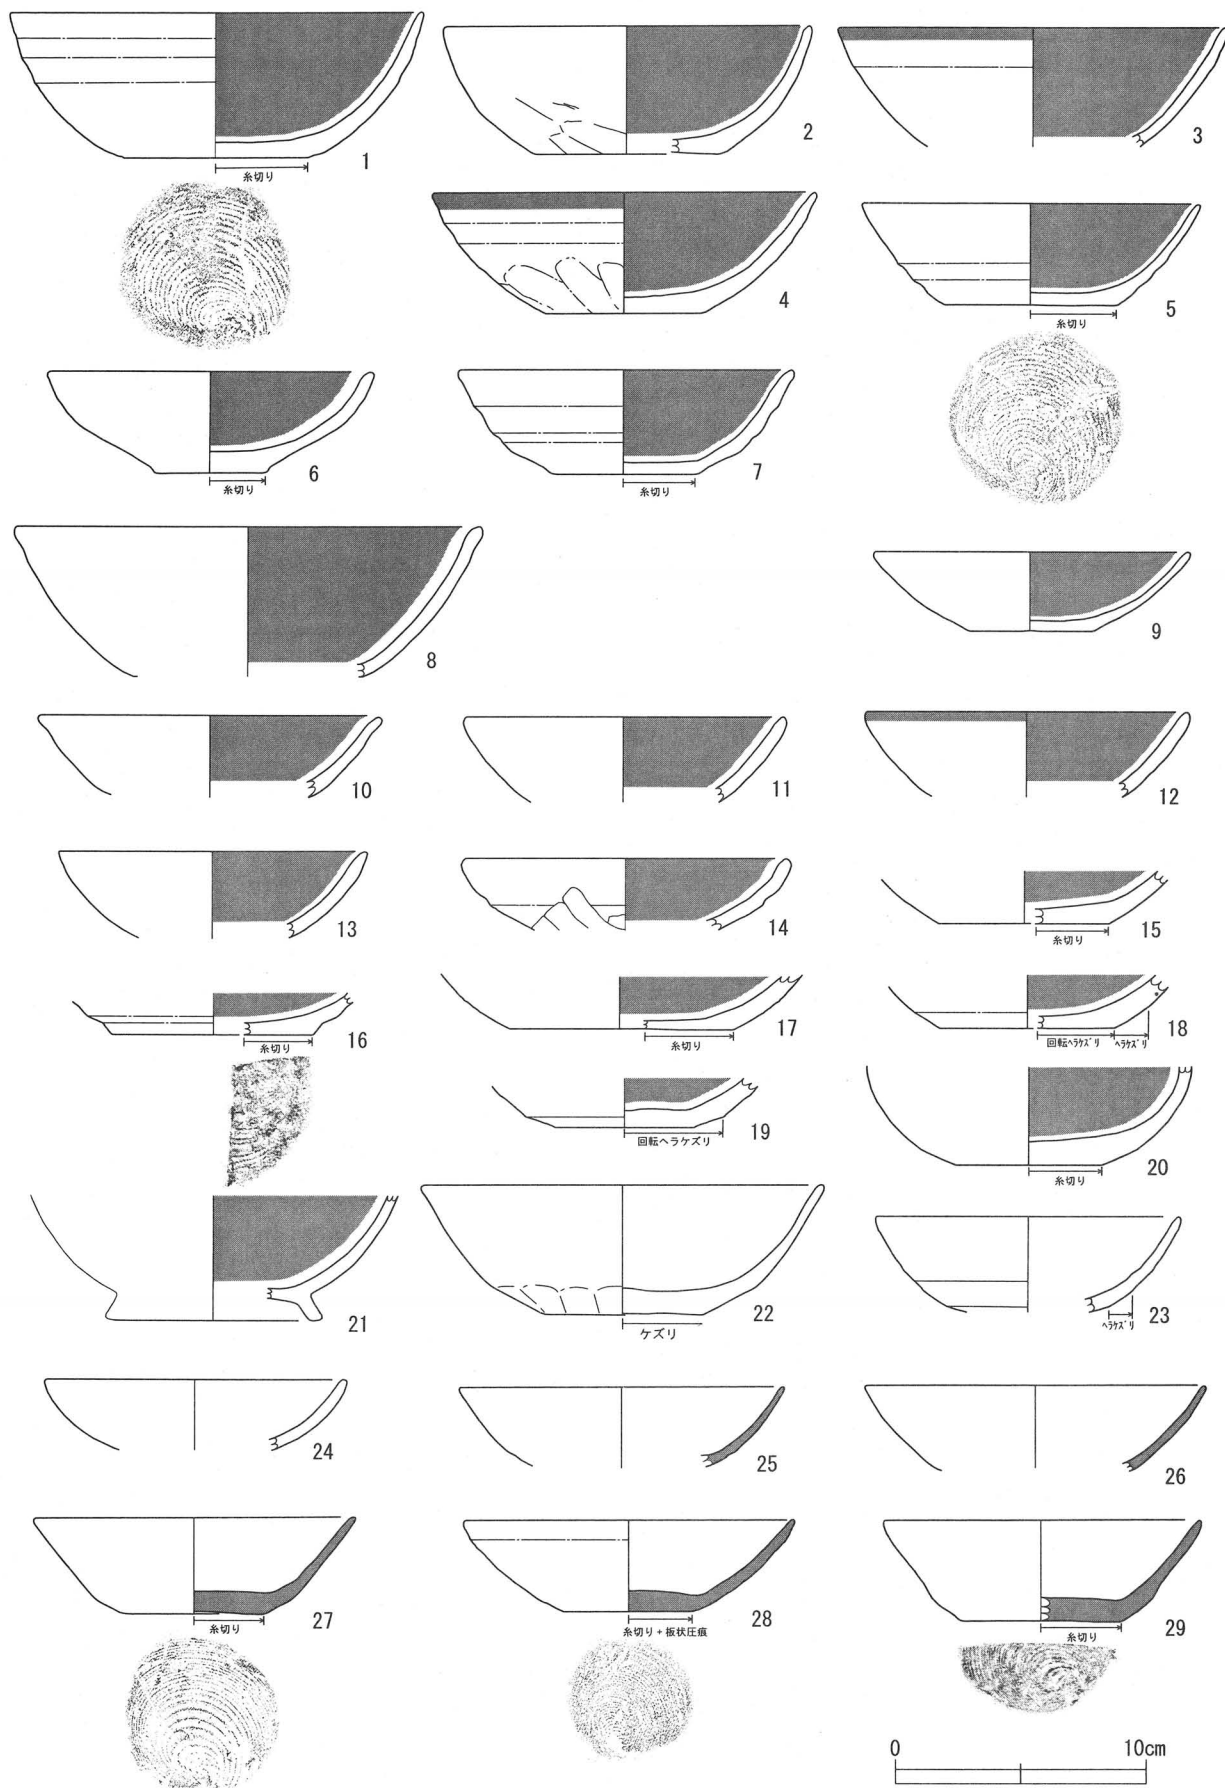 1
糸切り
2
3
4
5
糸切り
6
糸切り
7
糸切り
8
9
10
11
12
13
14
15
糸切り
16
糸切り
17
糸切り
18
回転ﾍﾗｹｽﾞﾘ ﾍﾗｹｽﾞﾘ
19
回転ヘラケズリ
20
糸切り
21
22
ケズリ
23
ﾍﾗｹｽﾞﾘ
24
25
26
27
糸切り
28
糸切り+板状圧痕
29
糸切り
0 10cm